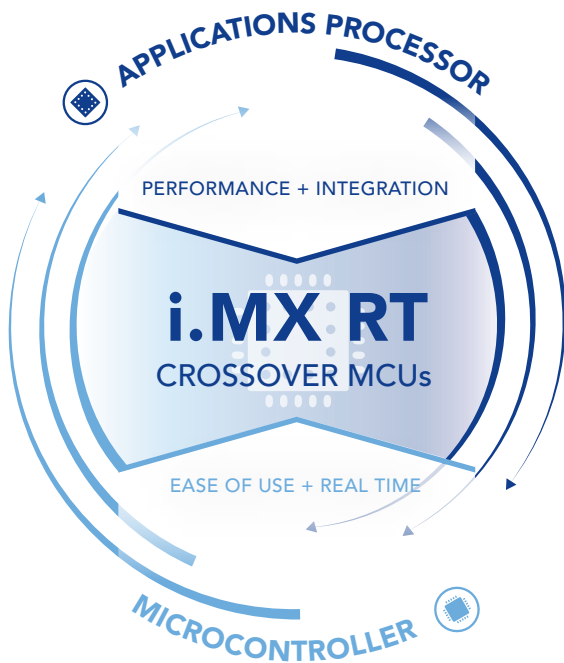 APPLICATIONS PROCESSOR
PERFORMANCE + INTEGRATION
i.MX RT
CROSSOVER MCUs
EASE OF USE + REAL TIME
MICROCONTROLLER